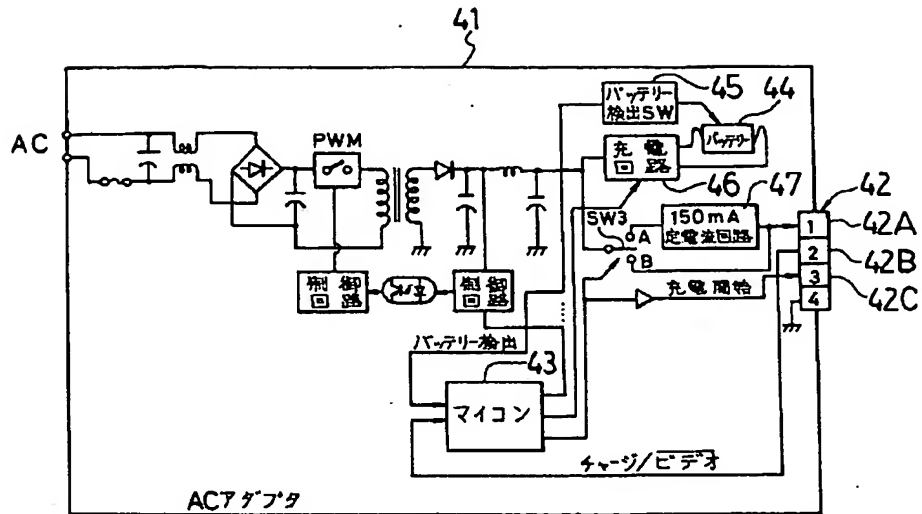 41
AC
PWM
45
バッテリー
検出SW
44
バッテリー
充電
回路
46
47
SW3
A
150mA
定電流回路
B
42
1
42A
2
42B
3
42C
4
充電開始
制御
回路
制御
回路
バッテリー検出
43
マイコン
チャージ/ビデオ
ACアダプタ